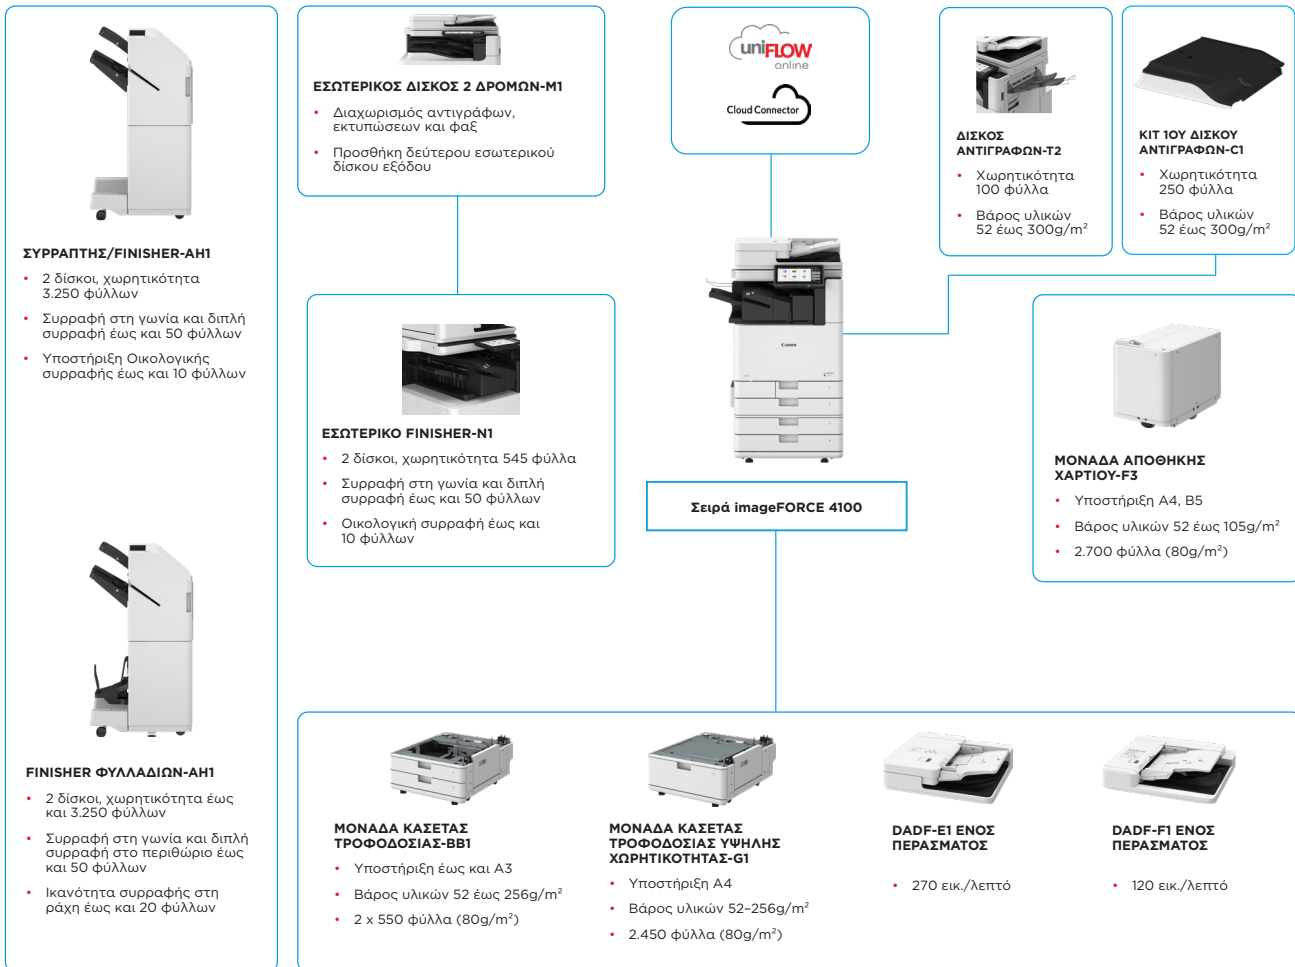 ΣΥΡΡΑΠΤΗΣ/FINISHER-AH1
• 2 δίσκοι, χωρητικότητα
3.250 φύλλων
• Συρραφή στη γωνία και διπλή
συρραφή έως και 50 φύλλων
• Υποστήριξη Οικολογικής
συρραφής έως και 10 φύλλων
FINISHER ΦΥΛΛΑΔΙΩΝ-AH1
• 2 δίσκοι, χωρητικότητα έως
και 3.250 φύλλων
• Συρραφή στη γωνία και διπλή
συρραφή στο περιθώριο έως
και 50 φύλλων
• Ικανότητα συρραφής στη
ράχη έως και 20 φύλλων
ΕΣΩΤΕΡΙΚΟΣ ΔΙΣΚΟΣ 2 ΔΡΟΜΩΝ-M1
• Διαχωρισμός αντιγράφων,
εκτυπώσεων και φαξ
• Προσθήκη δεύτερου εσωτερικού
δίσκου εξόδου
ΕΣΩΤΕΡΙΚΟ FINISHER-N1
• 2 δίσκοι, χωρητικότητα 545 φύλλα
• Συρραφή στη γωνία και διπλή
συρραφή έως και 50 φύλλων
• Οικολογική συρραφή έως και
10 φύλλων
uniFLOW
online
Cloud Connector
Canon
Σειρά imageFORCE 4100
ΔΙΣΚΟΣ
ΑΝΤΙΓΡΑΦΩΝ-T2
• Χωρητικότητα
100 φύλλα
• Βάρος υλικών
52 έως 300g/m²
ΚΙΤ 1ΟΥ ΔΙΣΚΟΥ
ΑΝΤΙΓΡΑΦΩΝ-C1
• Χωρητικότητα
250 φύλλα
• Βάρος υλικών
52 έως 300g/m²
ΜΟΝΑΔΑ ΑΠΟΘΗΚΗΣ
ΧΑΡΤΙΟΥ-F3
• Υποστήριξη A4, B5
• Βάρος υλικών 52 έως 105g/m²
• 2.700 φύλλα (80g/m²)
ΜΟΝΑΔΑ ΚΑΣΕΤΑΣ
ΤΡΟΦΟΔΟΣΙΑΣ-BB1
• Υποστήριξη έως και A3
• Βάρος υλικών 52 έως 256g/m²
• 2 x 550 φύλλα (80g/m²)
ΜΟΝΑΔΑ ΚΑΣΕΤΑΣ
ΤΡΟΦΟΔΟΣΙΑΣ ΥΨΗΛΗΣ
ΧΩΡΗΤΙΚΟΤΗΤΑΣ-G1
• Υποστήριξη A4
• Βάρος υλικών 52–256g/m²
• 2.450 φύλλα (80g/m²)
DADF-E1 ΕΝΟΣ
ΠΕΡΑΣΜΑΤΟΣ
• 270 εικ./λεπτό
DADF-F1 ΕΝΟΣ
ΠΕΡΑΣΜΑΤΟΣ
• 120 εικ./λεπτό